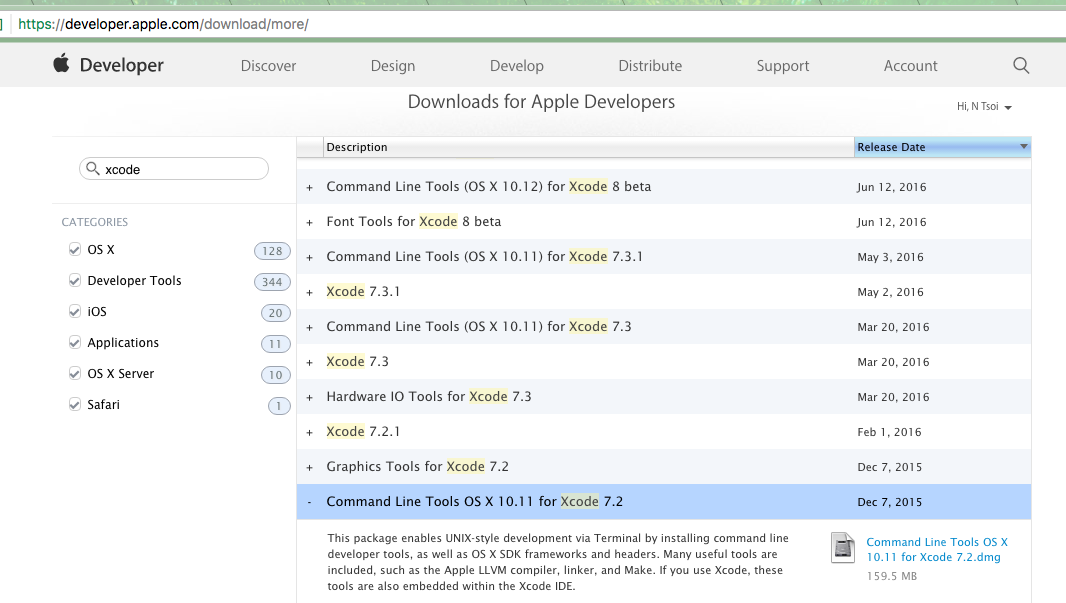 https://developer.apple.com/download/more/
Developer
Discover
Design
Develop
Distribute
Support
Account
Downloads for Apple Developers
Hi, N Tsoi
xcode
CATEGORIES
OS X 128
Developer Tools 344
iOS 20
Applications 11
OS X Server 10
Safari 1
Description Release Date
+ Command Line Tools (OS X 10.12) for Xcode 8 beta Jun 12, 2016
+ Font Tools for Xcode 8 beta Jun 12, 2016
+ Command Line Tools (OS X 10.11) for Xcode 7.3.1 May 3, 2016
+ Xcode 7.3.1 May 2, 2016
+ Command Line Tools (OS X 10.11) for Xcode 7.3 Mar 20, 2016
+ Xcode 7.3 Mar 20, 2016
+ Hardware IO Tools for Xcode 7.3 Mar 20, 2016
+ Xcode 7.2.1 Feb 1, 2016
+ Graphics Tools for Xcode 7.2 Dec 7, 2015
- Command Line Tools OS X 10.11 for Xcode 7.2 Dec 7, 2015
This package enables UNIX-style development via Terminal by installing command line
developer tools, as well as OS X SDK frameworks and headers. Many useful tools are
included, such as the Apple LLVM compiler, linker, and Make. If you use Xcode, these
tools are also embedded within the Xcode IDE.
Command Line Tools OS X
10.11 for Xcode 7.2.dmg
159.5 MB